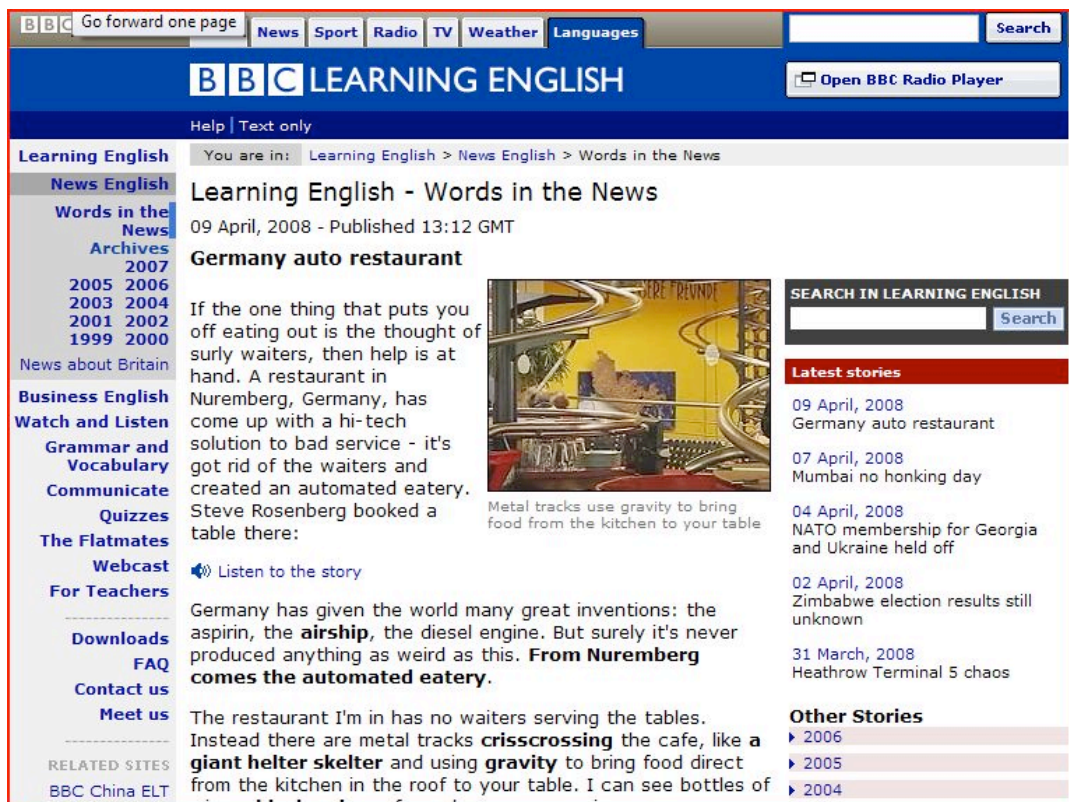 BBC
Go forward one page
News
Sport
Radio
TV
Weather
Languages
Search
BBC LEARNING ENGLISH
Open BBC Radio Player
Help | Text only
Learning English
News English
Words in the
News
Archives
2007
2005 2006
2003 2004
2001 2002
1999 2000
News about Britain
Business English
Watch and Listen
Grammar and
Vocabulary
Communicate
Quizzes
The Flatmates
Webcast
For Teachers
Downloads
FAQ
Contact us
Meet us
RELATED SITES
BBC China ELT
You are in: Learning English > News English > Words in the News
Learning English - Words in the News
09 April, 2008 - Published 13:12 GMT
Germany auto restaurant
If the one thing that puts you
off eating out is the thought of
surly waiters, then help is at
hand. A restaurant in
Nuremberg, Germany, has
come up with a hi-tech
solution to bad service - it's
got rid of the waiters and
created an automated eatery.
Steve Rosenberg booked a
table there:
ERE FREUNDE
Metal tracks use gravity to bring
food from the kitchen to your table
Listen to the story
Germany has given the world many great inventions: the
aspirin, the airship, the diesel engine. But surely it's never
produced anything as weird as this. From Nuremberg
comes the automated eatery.
The restaurant I'm in has no waiters serving the tables.
Instead there are metal tracks crisscrossing the cafe, like a
giant helter skelter and using gravity to bring food direct
from the kitchen in the roof to your table. I can see bottles of
SEARCH IN LEARNING ENGLISH
Search
Latest stories
09 April, 2008
Germany auto restaurant
07 April, 2008
Mumbai no honking day
04 April, 2008
NATO membership for Georgia
and Ukraine held off
02 April, 2008
Zimbabwe election results still
unknown
31 March, 2008
Heathrow Terminal 5 chaos
Other Stories
2006
2005
2004